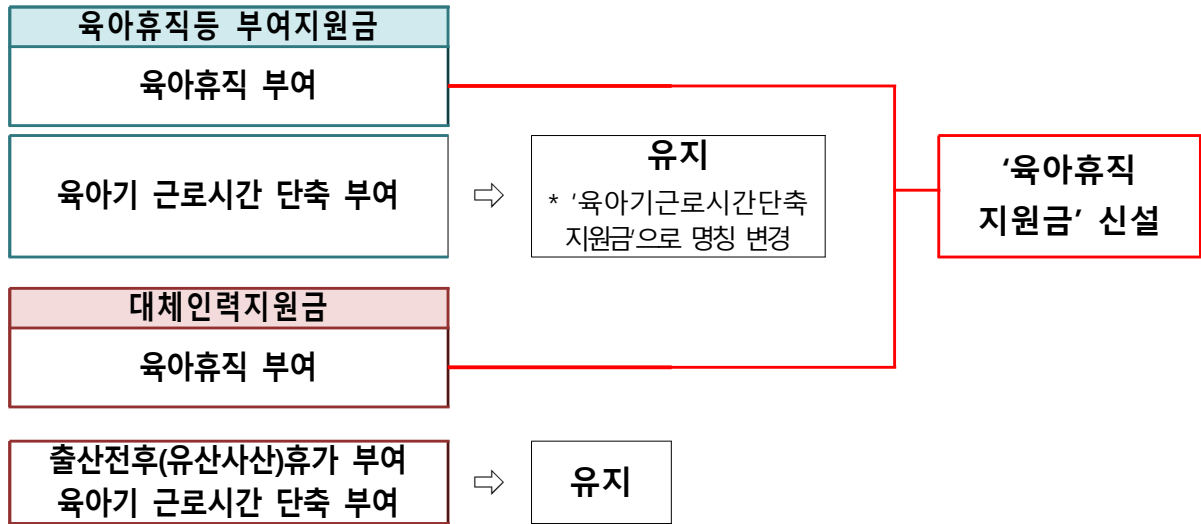 육아휴직등 부여지원금
육아휴직 부여
육아기 근로시간 단축 부여
⇨
유지
* ‘육아기근로시간단축
지원금’으로 명칭 변경
‘육아휴직
지원금’ 신설
대체인력지원금
육아휴직 부여
출산전후(유산사산)휴가 부여
육아기 근로시간 단축 부여
⇨
유지